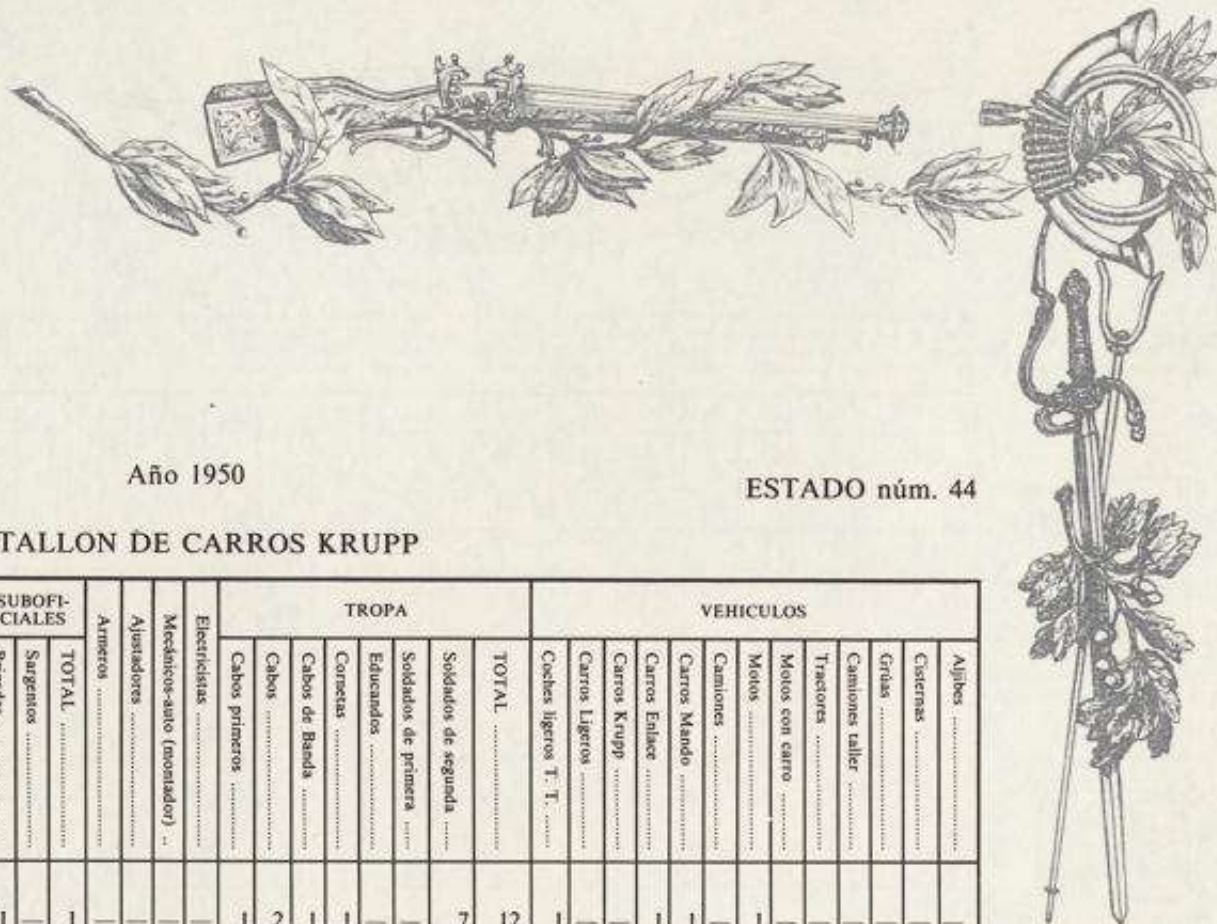 Año 1950
ESTADO núm. 44
TALLON DE CARROS KRUPP
SUBOFI-
CIALES
TROPA
VEHICULOS
Sargentos
TOTAL
Armeros
Ajustadores
Mecánicos-auto (montador)
Electricistas
Cabos primeros
Cabos
Cabos de Banda
Cornetas
Educandos
Soldados de primera
Soldados de segunda
TOTAL
Coches ligeros T. T.
Carros Ligeros
Carros Krupp
Carros Enlace
Carros Mando
Camiones
Motos
Motos con carro
Tractores
Camiones taller
Grúas
Cisternas
Aljibes
1 — 1 — — — — 1 2 1 1 — — 7 12 1 — — 1 1 — 1 — — — — — —